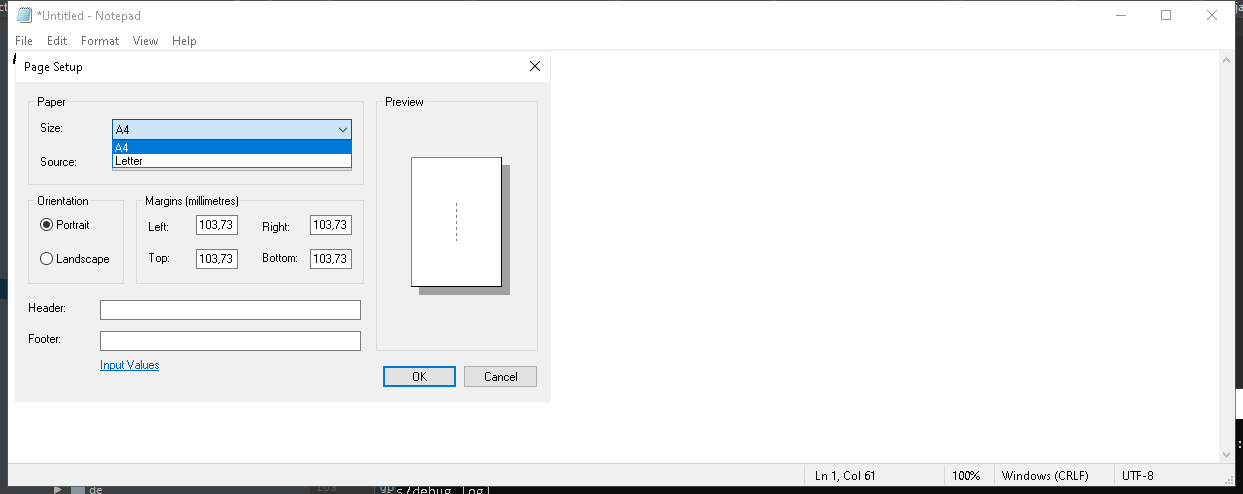 *Untitled - Notepad
File Edit Format View Help
Page Setup
Paper
Size: A4
A4
Letter
Source:
Preview
Orientation
Portrait
Landscape
Margins (millimetres)
Left: 103,73 Right: 103,73
Top: 103,73 Bottom: 103,73
Header:
Footer:
Input Values
OK Cancel
Ln 1, Col 61 100% Windows (CRLF) UTF-8
de